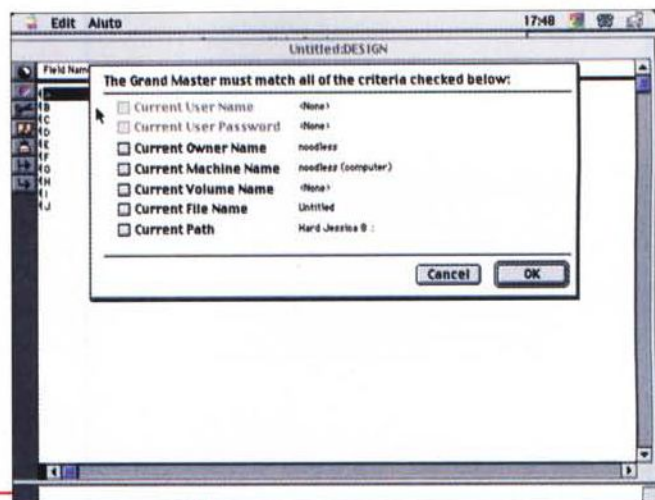 Edit Aiuto 17:48
Untitled:DESIGN
Field Nam
The Grand Master must match all of the criteria checked below:
Current User Name <None>
Current User Password <None>
Current Owner Name noodless
Current Machine Name noodless (computer)
Current Volume Name <None>
Current File Name Untitled
Current Path Hard Jessica 8 :
Cancel OK
B
C
D
E
F
G
H
I
J